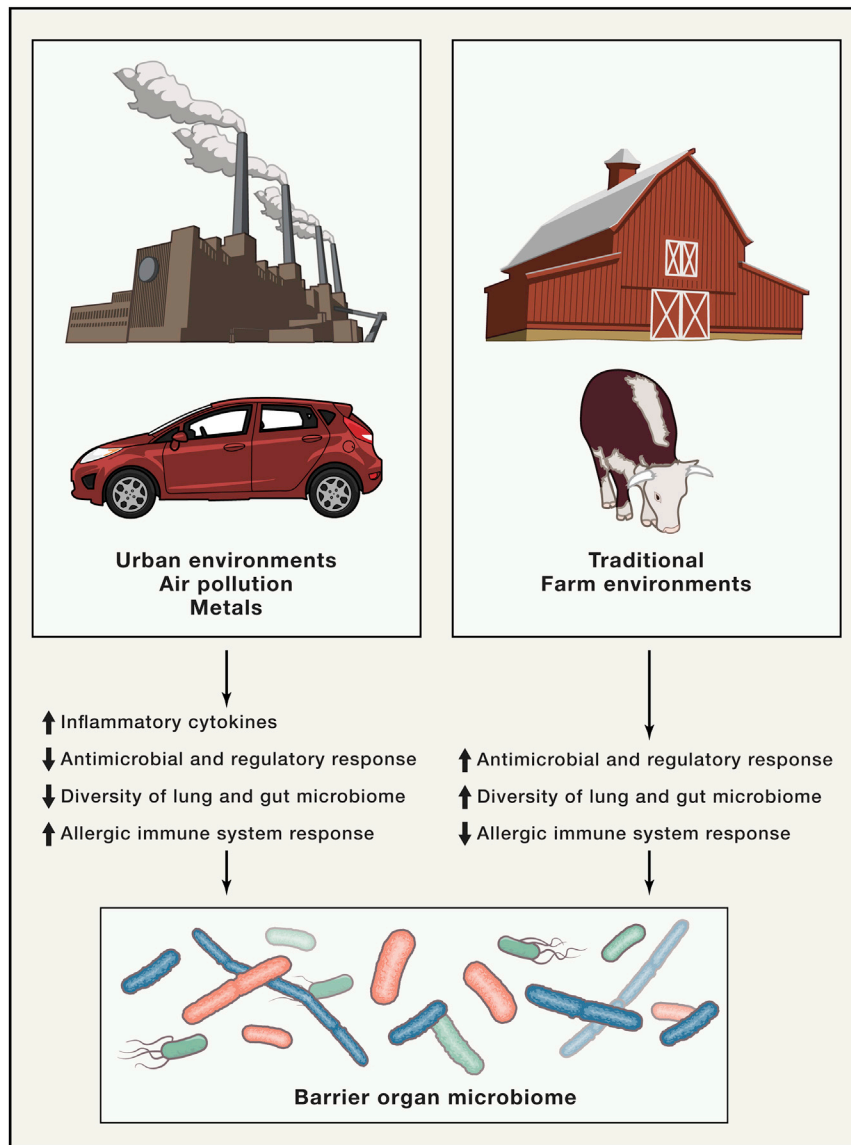 Urban environments
Air pollution
Metals
Traditional
Farm environments
Inflammatory cytokines
Antimicrobial and regulatory response
Diversity of lung and gut microbiome
Allergic immune system response
Antimicrobial and regulatory response
Diversity of lung and gut microbiome
Allergic immune system response
Barrier organ microbiome